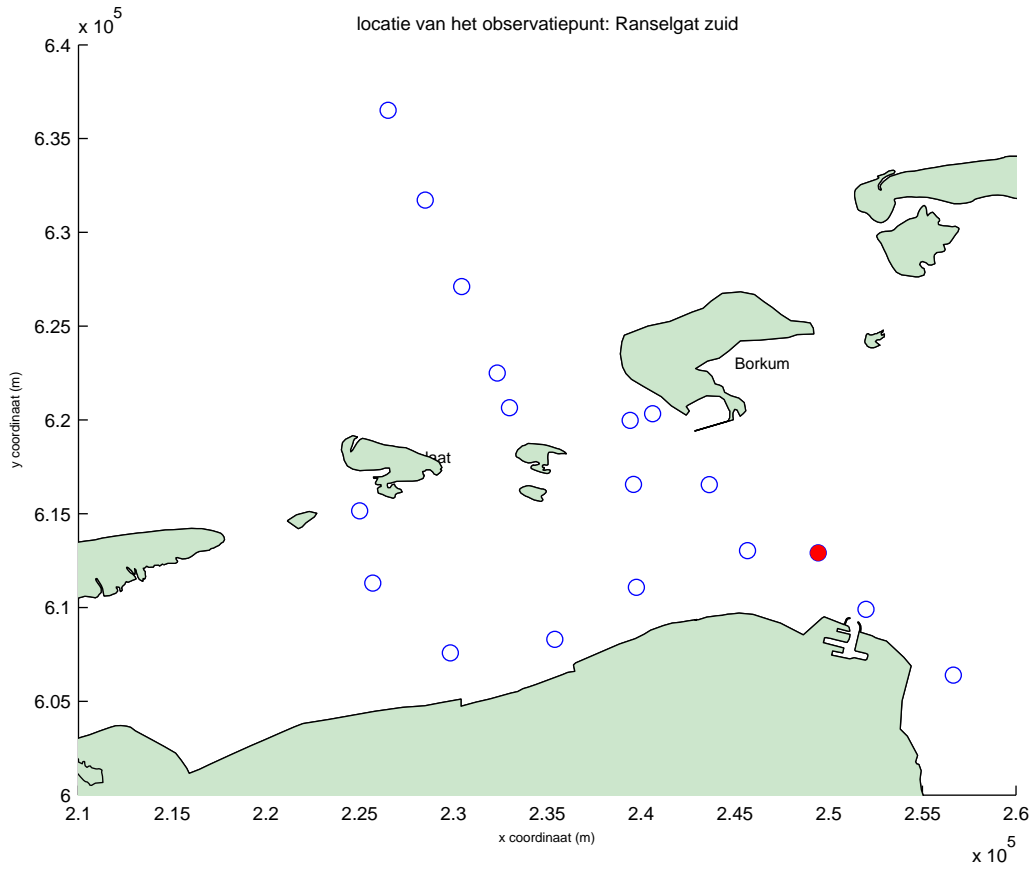 locatie van het observatiepunt: Ranselgat zuid
x 10^5
6.4
6.35
6.3
6.25
6.2
6.15
6.1
6.05
6
y coordinaat (m)
Borkum
laat
2.1
2.15
2.2
2.25
2.3
2.35
2.4
2.45
2.5
2.55
2.6
x coordinaat (m)
x 10^5